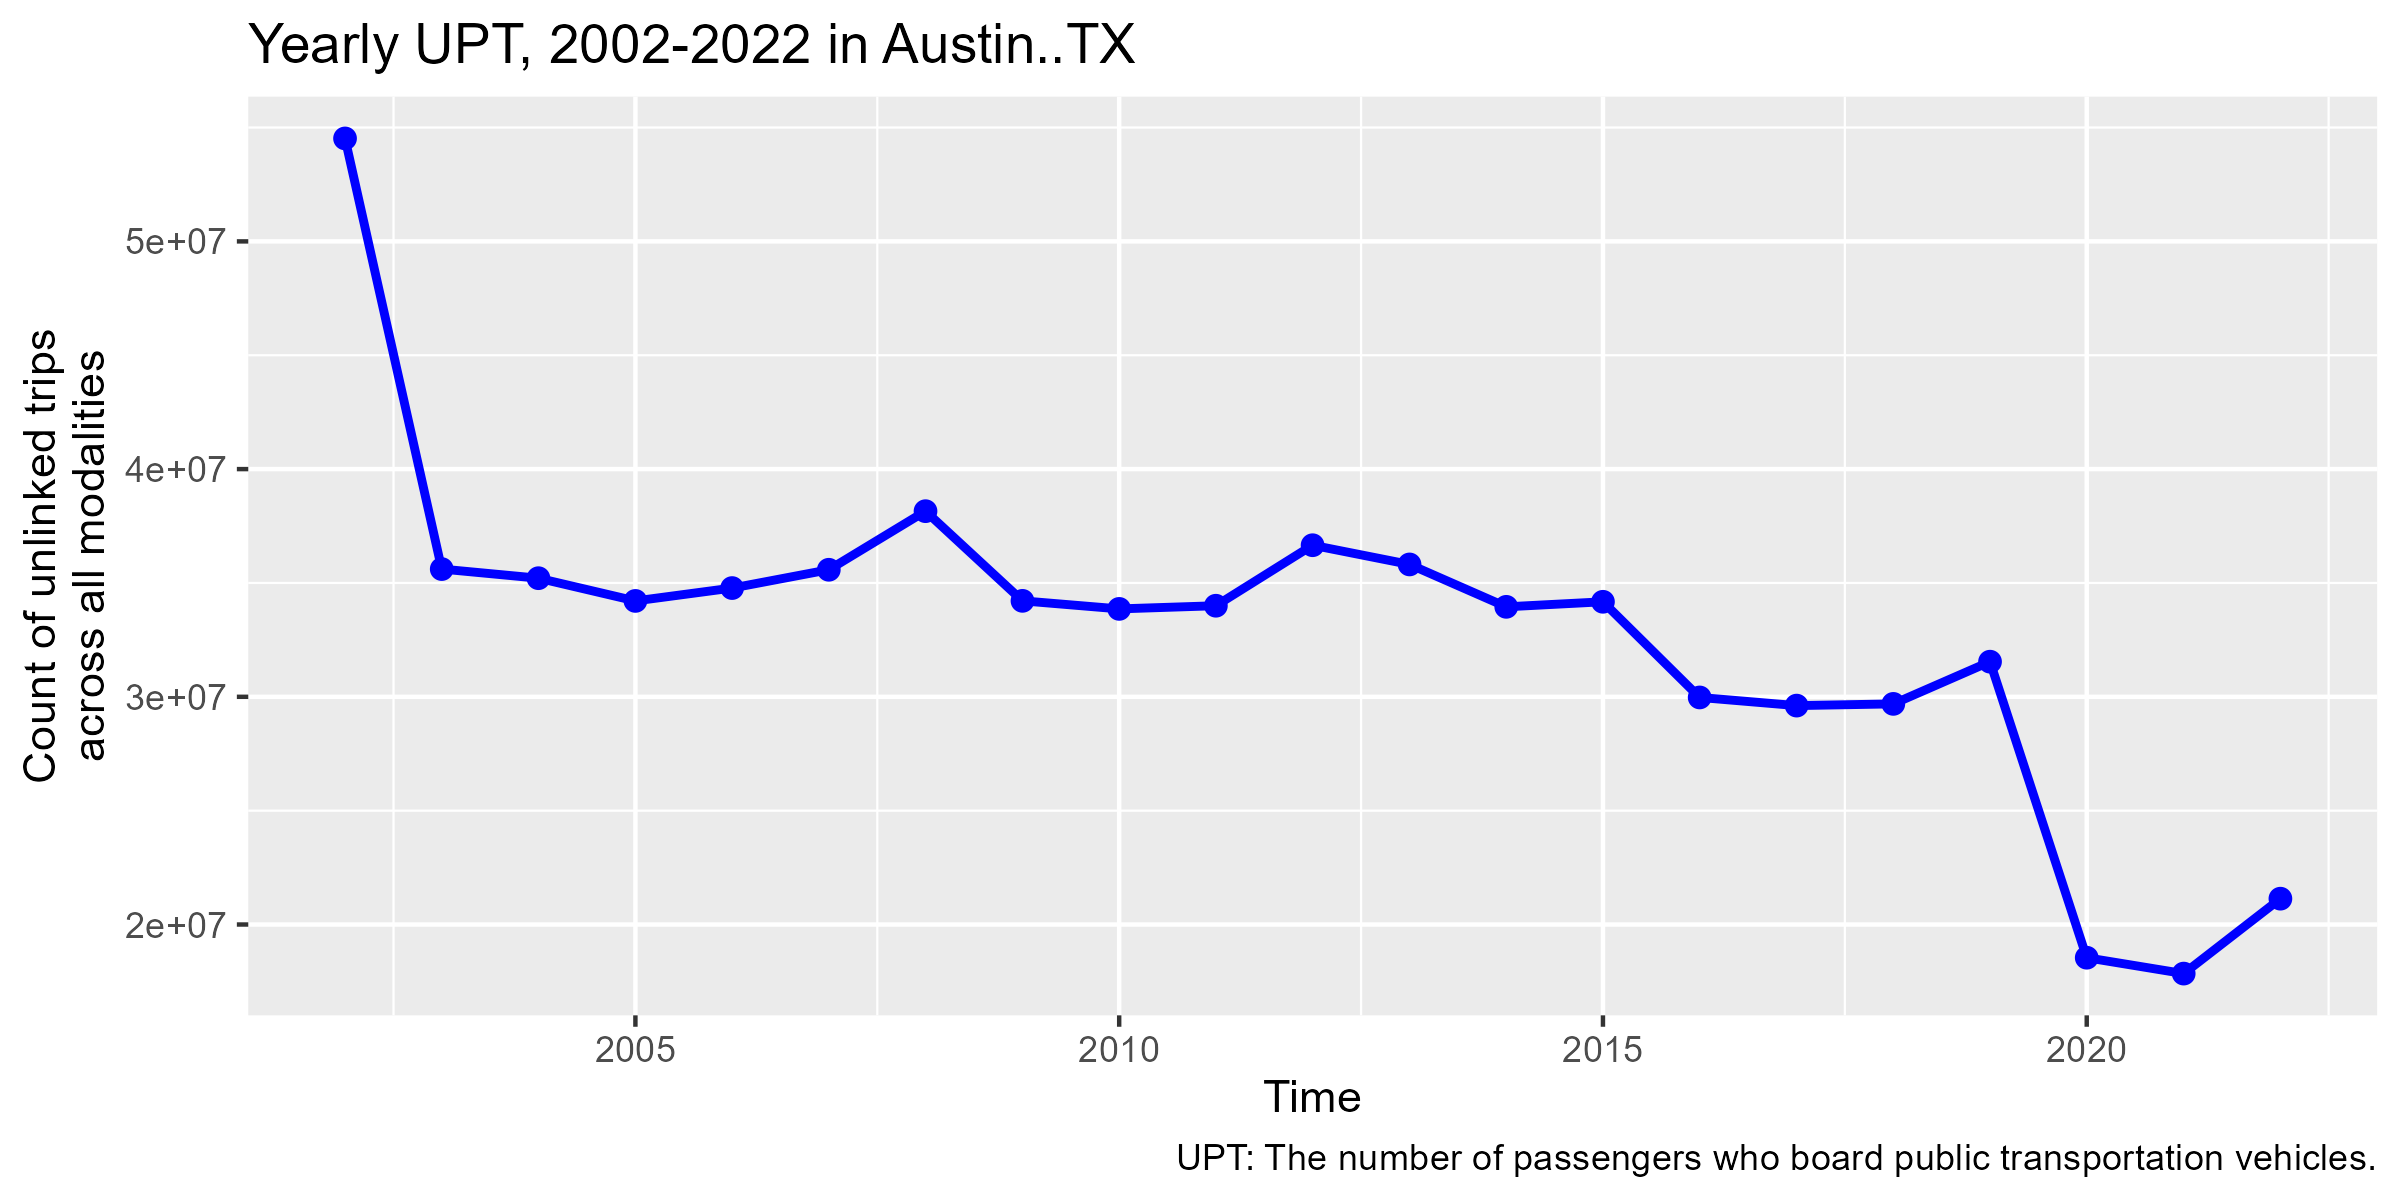 Yearly UPT, 2002-2022 in Austin..TX
Count of unlinked trips
across all modalities
5e+07
4e+07
3e+07
2e+07
2005
2010
2015
2020
Time
UPT: The number of passengers who board public transportation vehicles.